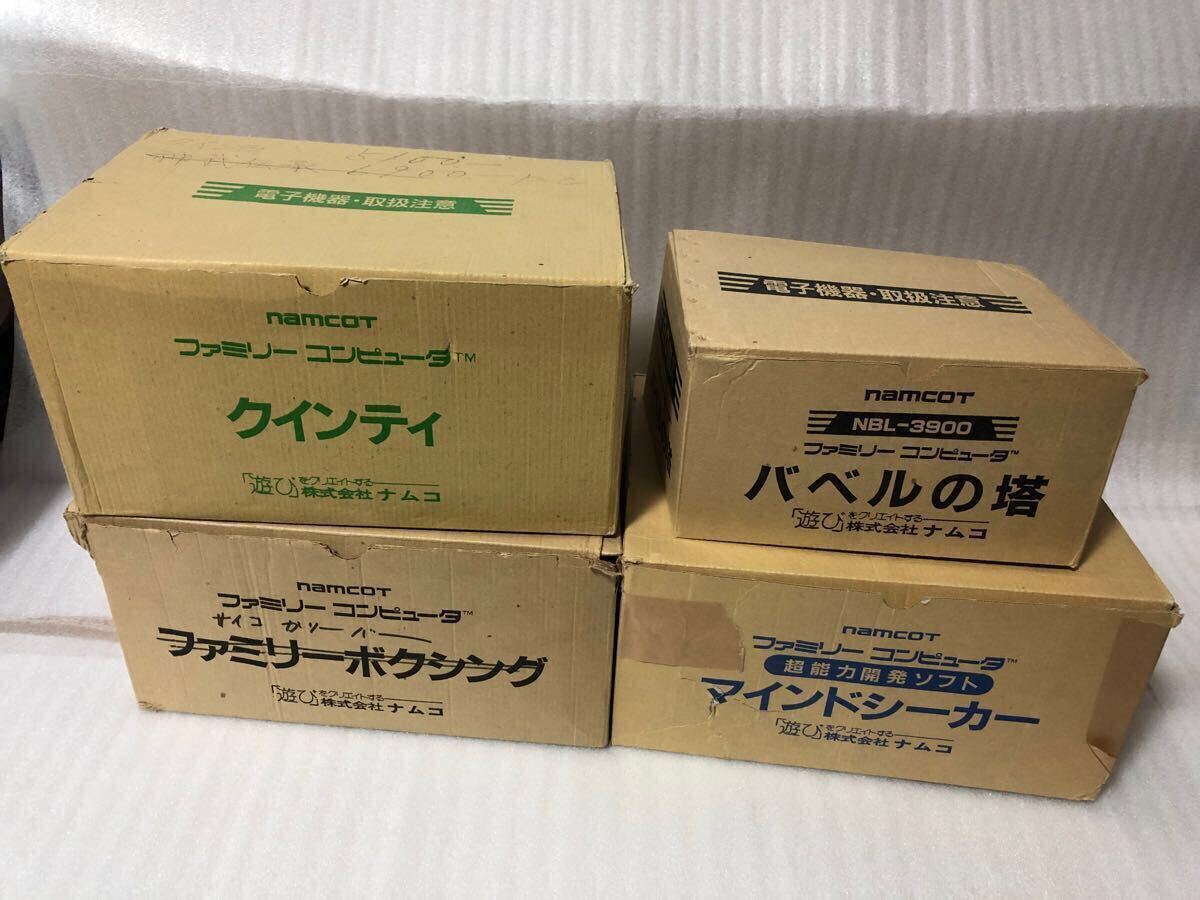 5100-
電子機器・取扱注意
namcoT
ファミリー コンピュータ™
クインティ
「遊び」をクリエイトする
株式会社 ナムコ
電子機器・取扱注意
namcoT
NBL-3900
ファミリー コンピュータ™
バベルの塔
「遊び」をクリエイトする
株式会社 ナムコ
namcoT
ファミリー コンピュータ™
サイコ カリーバー
ファミリーボクシング
「遊び」をクリエイトする
株式会社 ナムコ
namcoT
ファミリー コンピュータ™
超能力開発ソフト
マインドシーカー
「遊び」をクリエイトする
株式会社 ナムコ